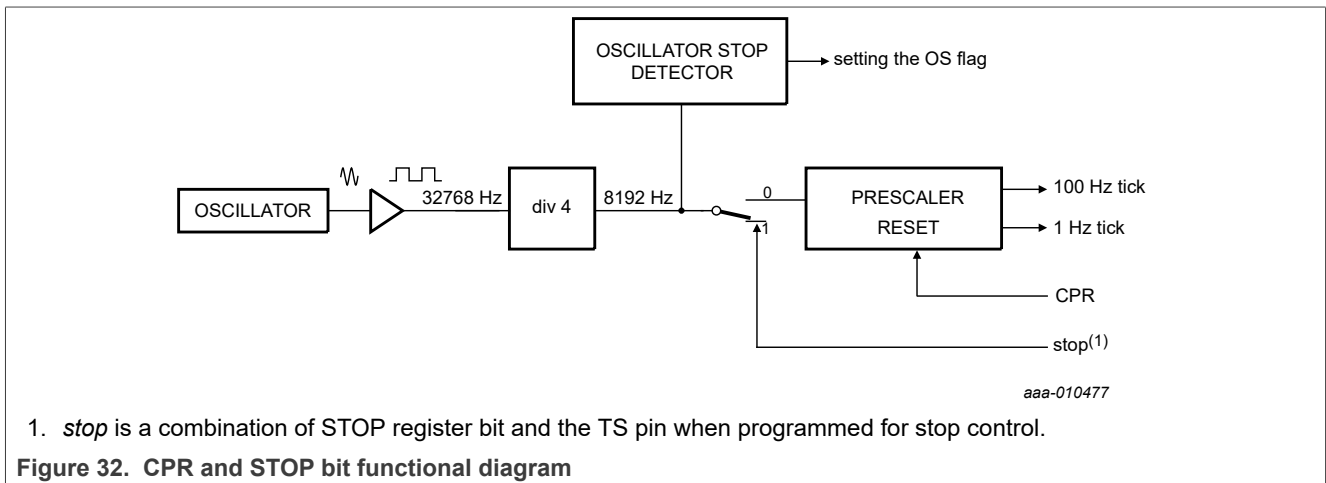 OSCILLATOR STOP
DETECTOR
setting the OS flag
OSCILLATOR
32768 Hz
div 4
8192 Hz
0
1
PRESCALER
RESET
100 Hz tick
1 Hz tick
CPR
stop(1)
aaa-010477
1. stop is a combination of STOP register bit and the TS pin when programmed for stop control.
Figure 32. CPR and STOP bit functional diagram